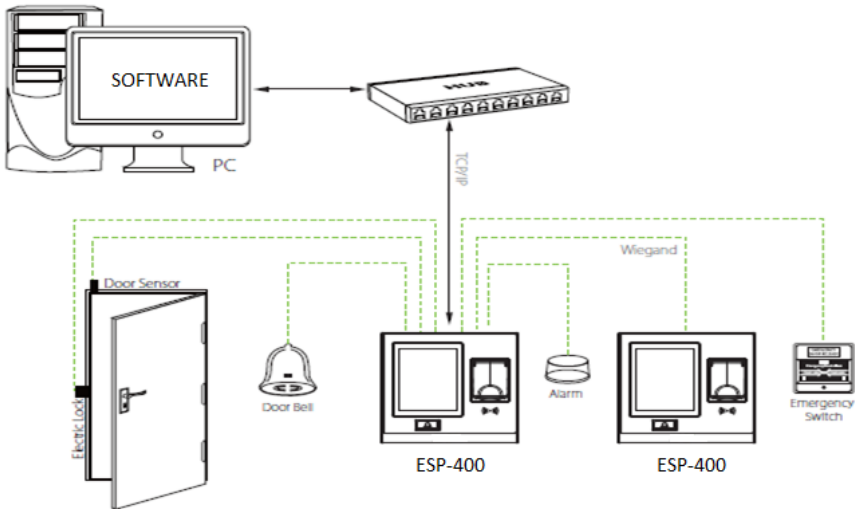 SOFTWARE
HUB
PC
TCP/IP
Wiegand
Door Sensor
Electric Lock
Door Bell
Alarm
Emergency
Switch
ESP-400
ESP-400